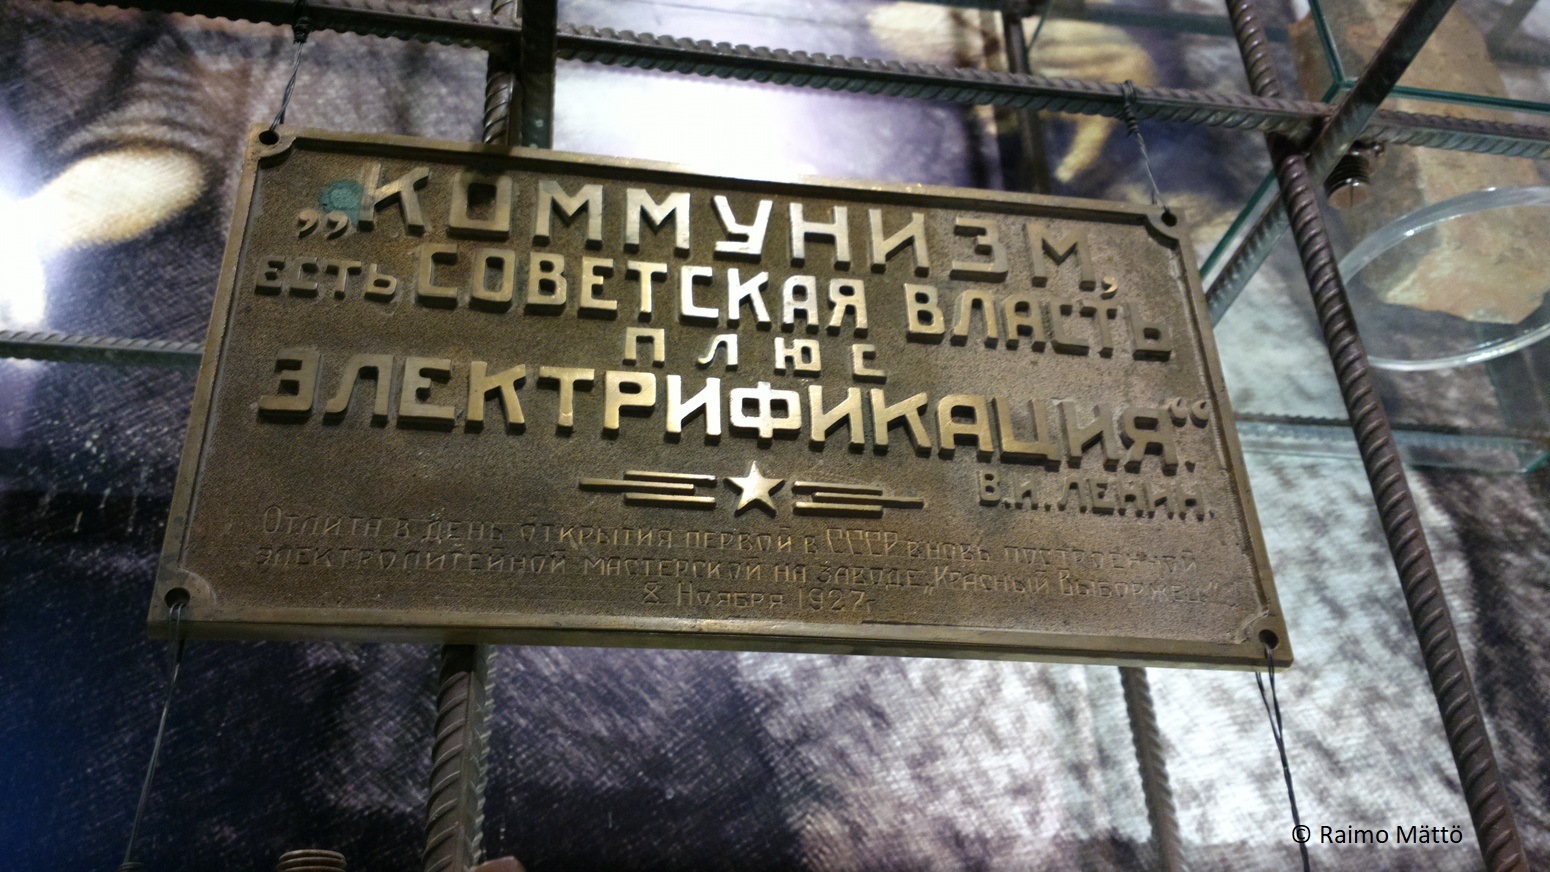 „КОММУНИЗМ,
ЕСТЬ СОВЕТСКАЯ ВЛАСТЬ
ПЛЮС
ЭЛЕКТРИФИКАЦИЯ“.
В.И.ЛЕНИН.
ОТЛИТА В ДЕНЬ ОТКРЫТИЯ ПЕРВОЙ В СССР ВНОВЬ ПОСТРОЕННОЙ
ЭЛЕКТРОЛИТЕЙНОЙ МАСТЕРСКОЙ НА ЗАВОДЕ „КРАСНЫЙ ВЫБОРЖЕЦ“
8 НОЯБРЯ 1927г.
© Raimo Mättö